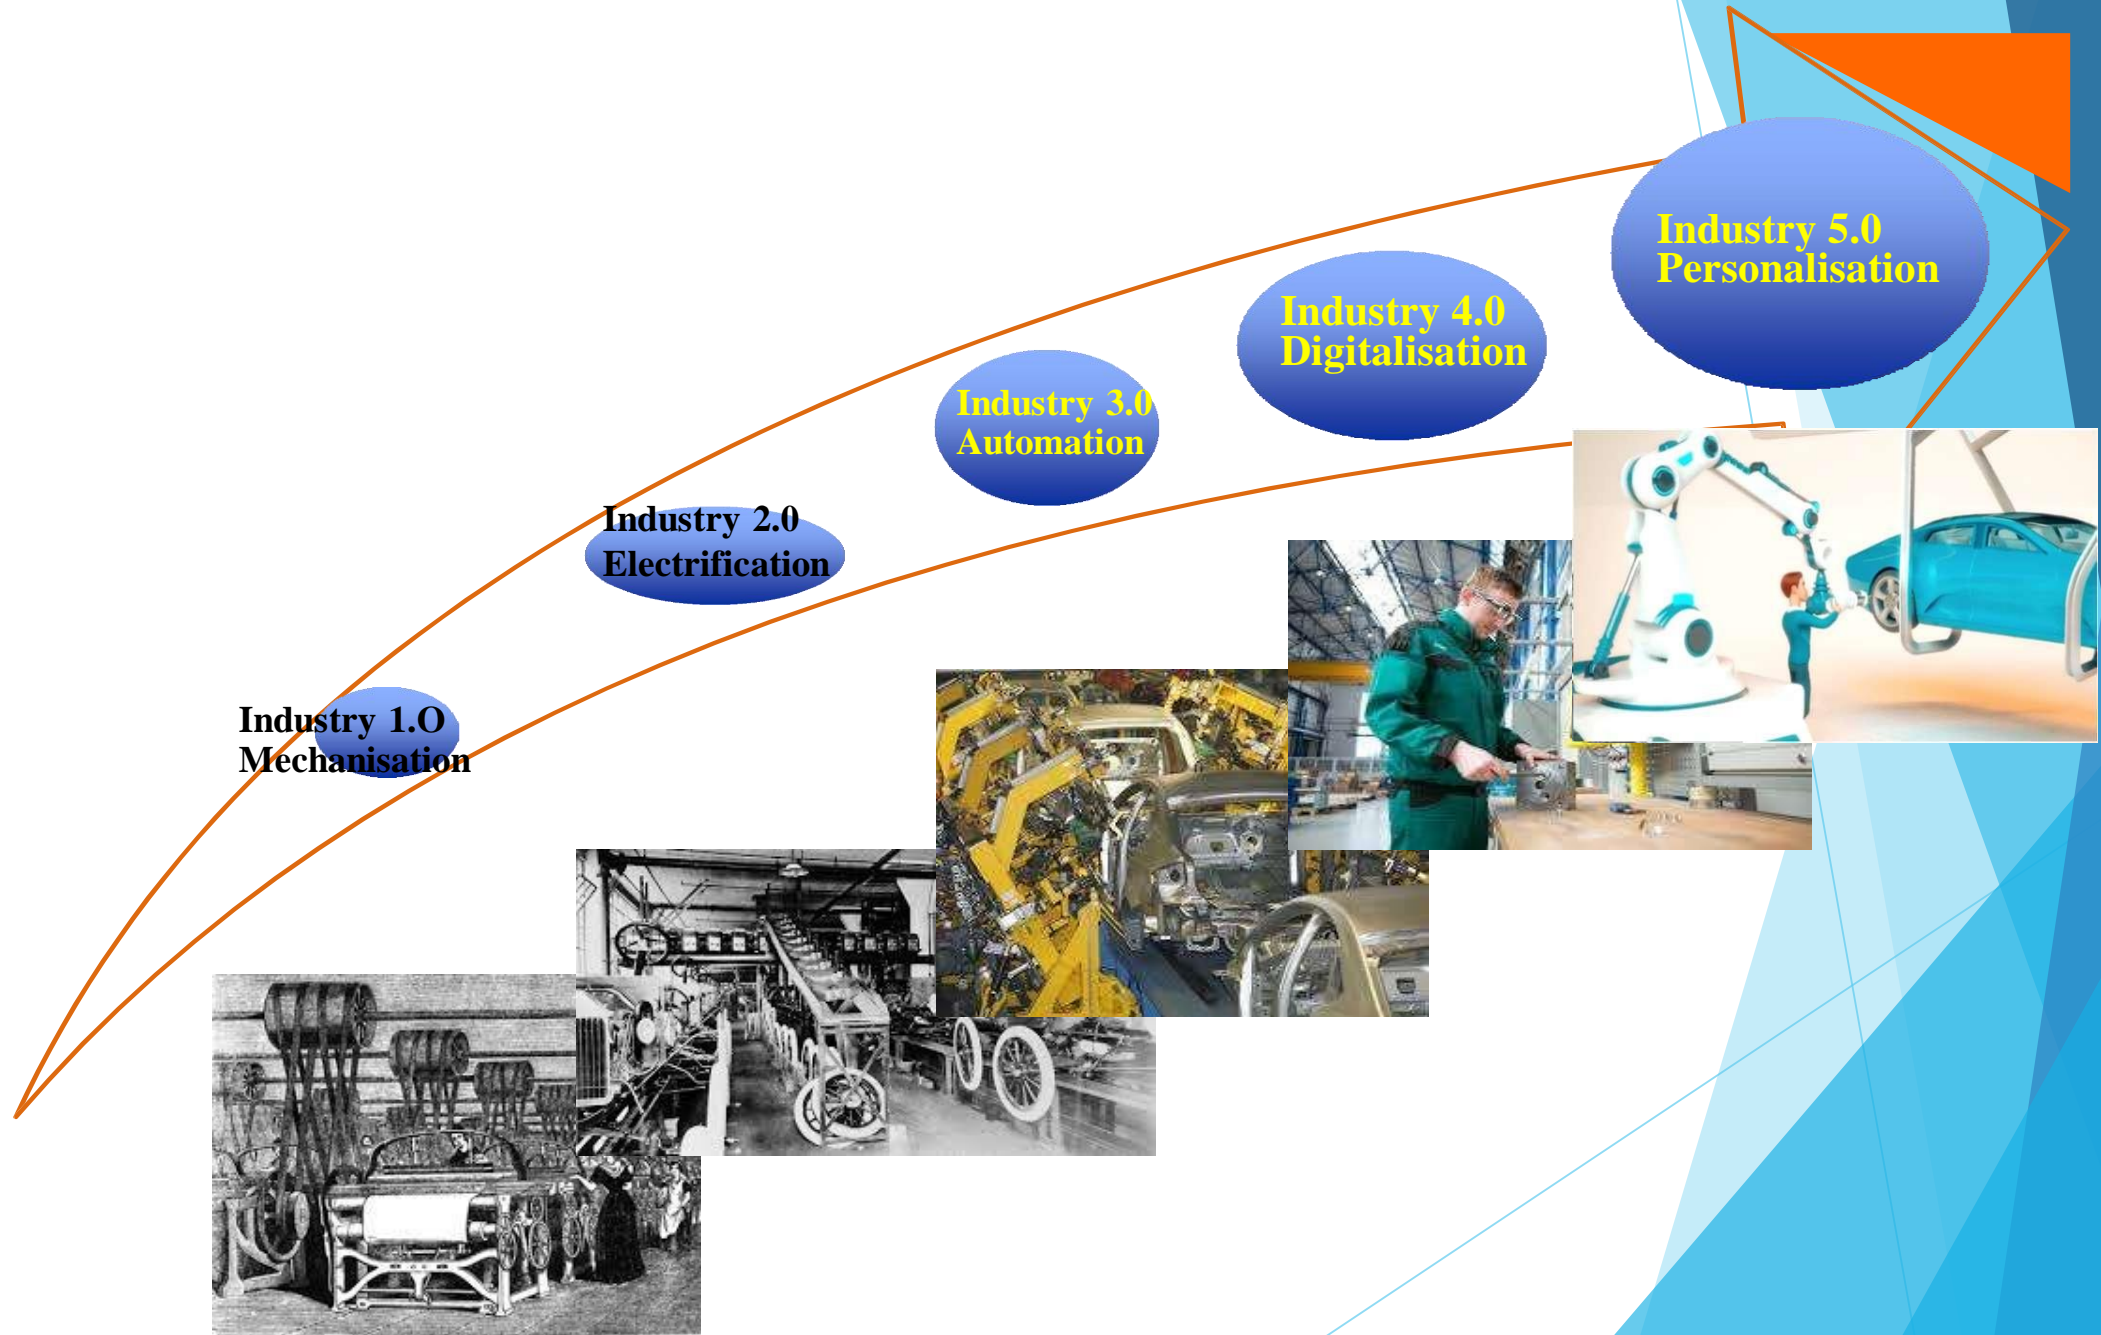 Industry 5.0
Personalisation
Industry 4.0
Digitalisation
Industry 3.0
Automation
Industry 2.0
Electrification
Industry 1.O
Mechanisation